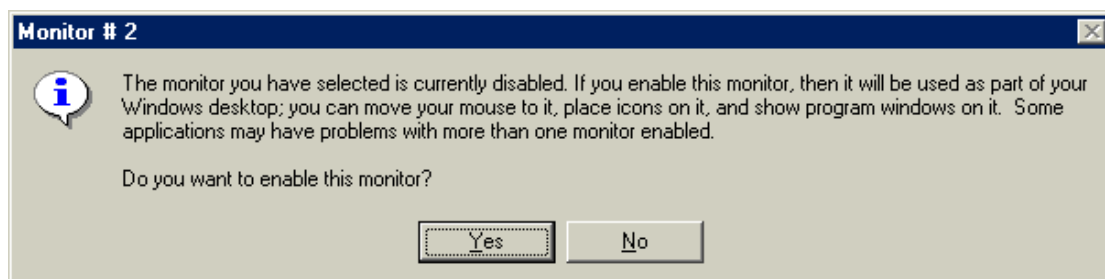 Monitor # 2
The monitor you have selected is currently disabled. If you enable this monitor, then it will be used as part of your
Windows desktop; you can move your mouse to it, place icons on it, and show program windows on it.  Some
applications may have problems with more than one monitor enabled.
Do you want to enable this monitor?
Yes No